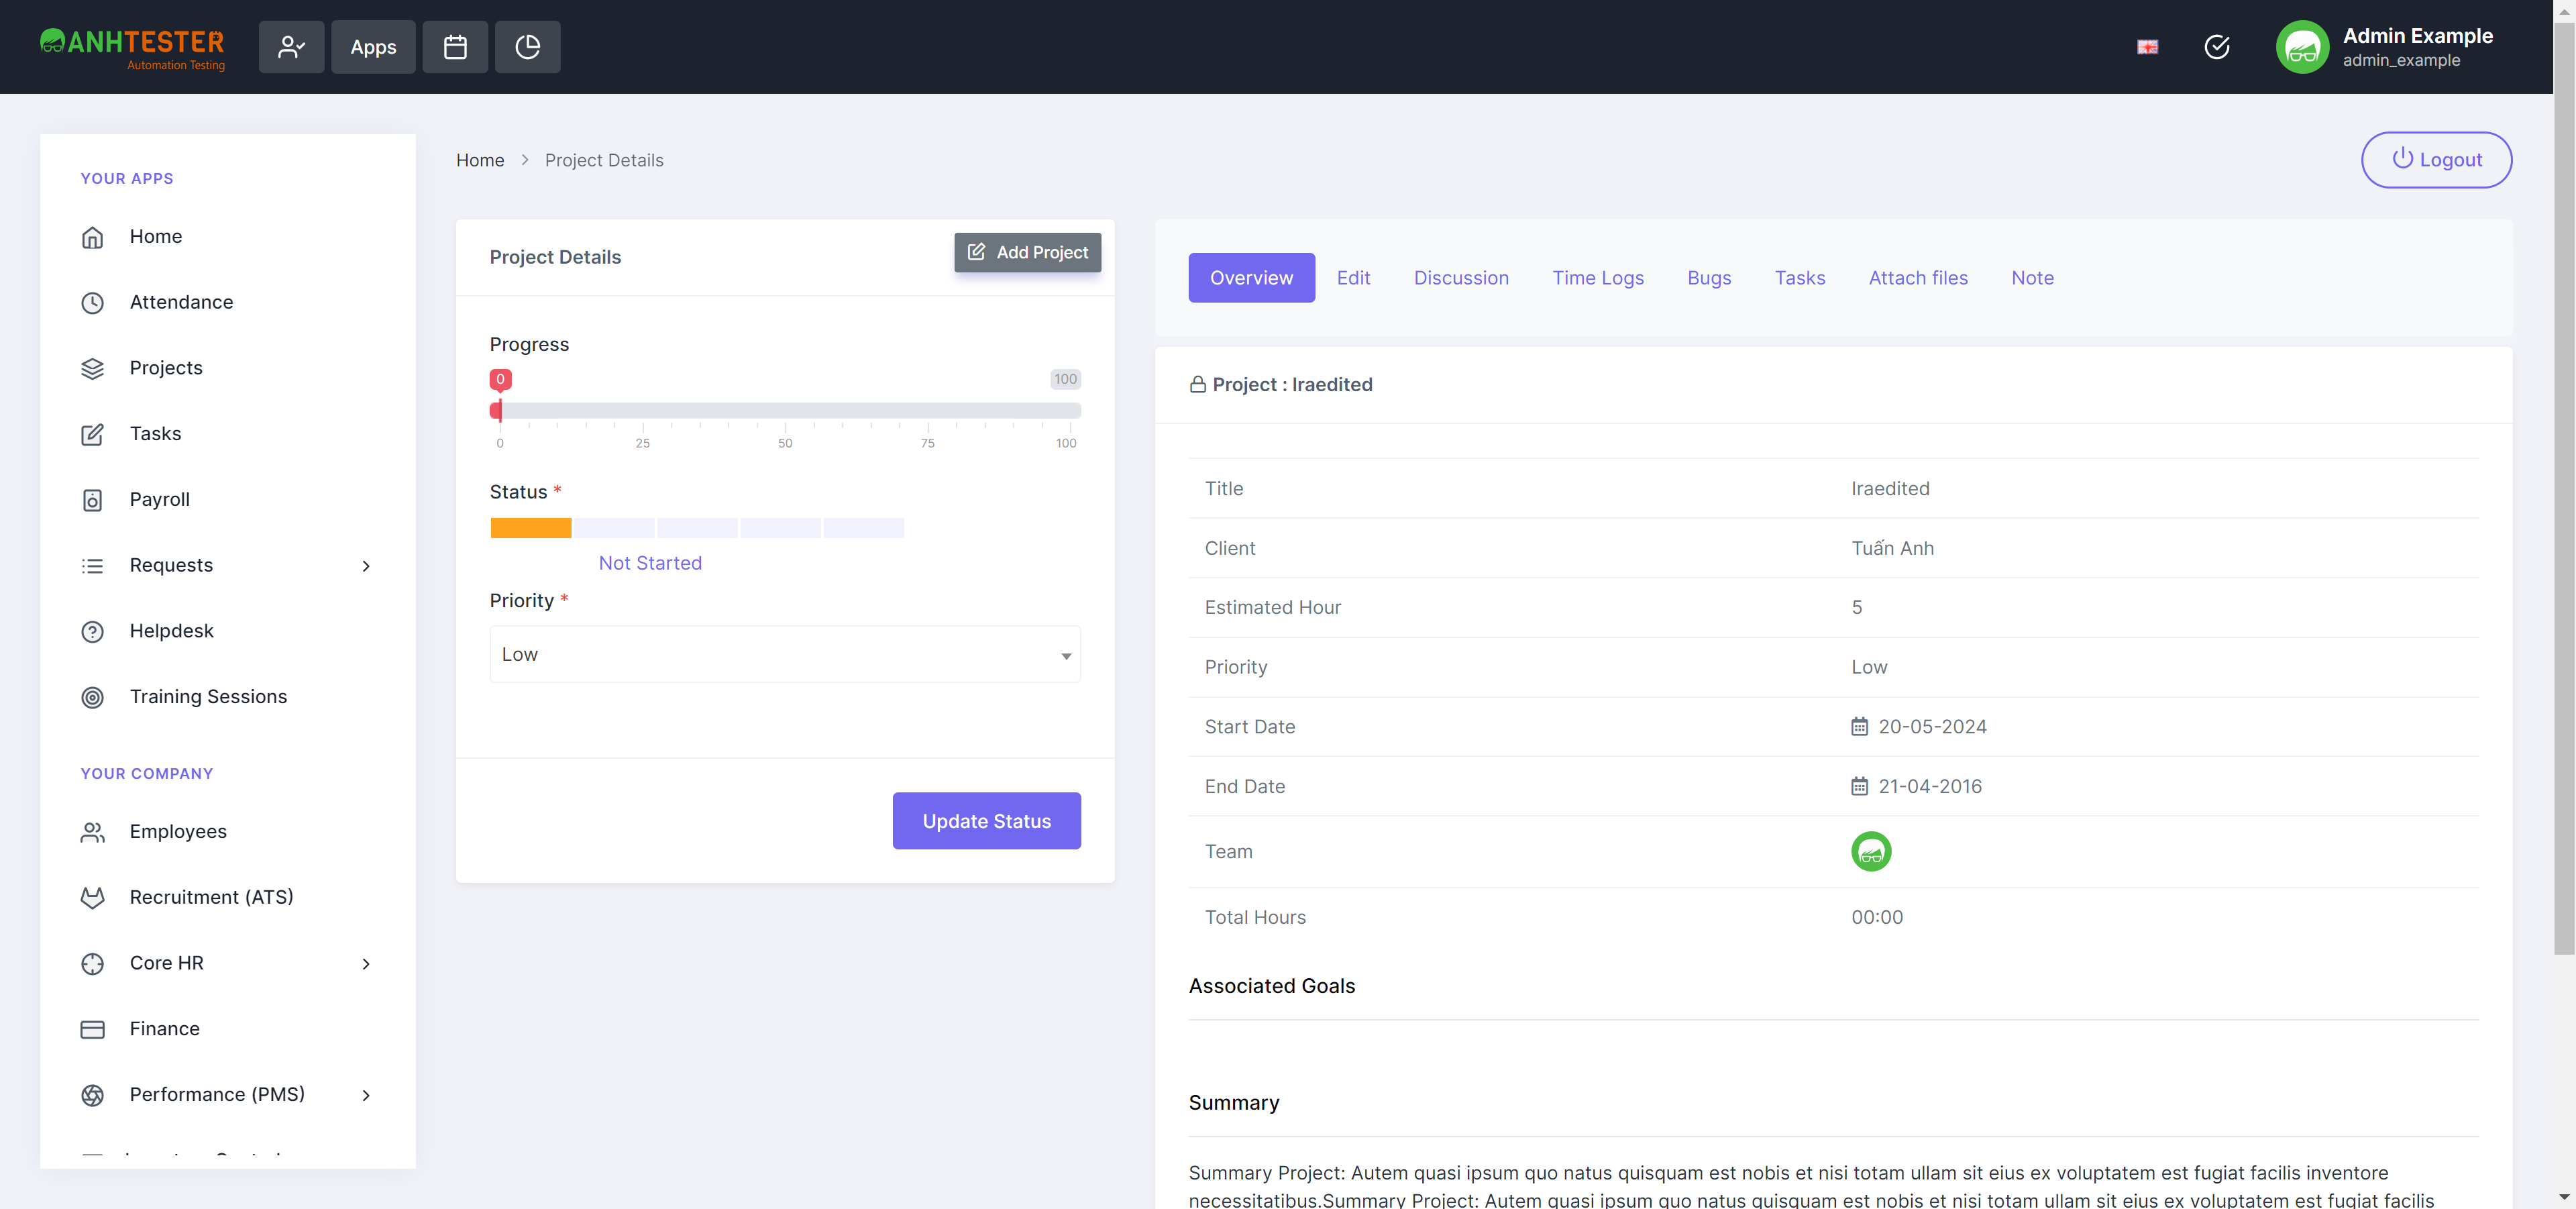 ANHTESTER
Automation Testing
Apps
Admin Example
admin_example
YOUR APPS
Home
Attendance
Projects
Tasks
Payroll
Requests
Helpdesk
Training Sessions
YOUR COMPANY
Employees
Recruitment (ATS)
Core HR
Finance
Performance (PMS)
Home
Project Details
Logout
Project Details
Add Project
Progress
0
100
0 25 50 75 100
Status *
Not Started
Priority *
Low
Update Status
Overview
Edit
Discussion
Time Logs
Bugs
Tasks
Attach files
Note
Project : Iraedited
Title Iraedited
Client Tuấn Anh
Estimated Hour 5
Priority Low
Start Date 20-05-2024
End Date 21-04-2016
Team
Total Hours 00:00
Associated Goals
Summary
Summary Project: Autem quasi ipsum quo natus quisquam est nobis et nisi totam ullam sit eius ex voluptatem est fugiat facilis inventore
necessitatibus.Summary Project: Autem quasi ipsum quo natus quisquam est nobis et nisi totam ullam sit eius ex voluptatem est fugiat facilis